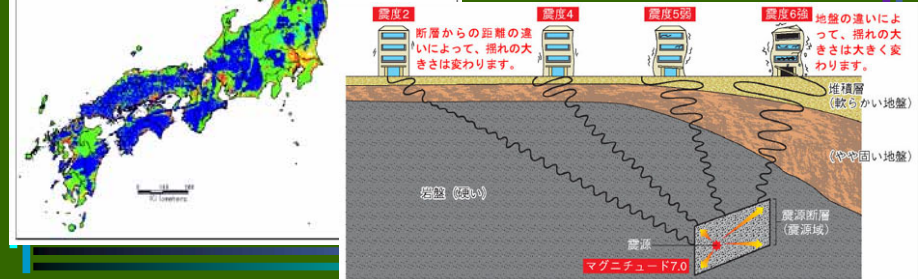 震度2
震度4
震度5弱
震度6強
断層からの距離の違
いによって、揺れの大
きさは変わります。
地盤の違いによ
って、揺れの大
きさは大きく変
わります。
堆積層
(軟らかい地盤)
(やや固い地盤)
岩盤 (硬い)
震源断層
(震源域)
震源
マグニチュード7.0